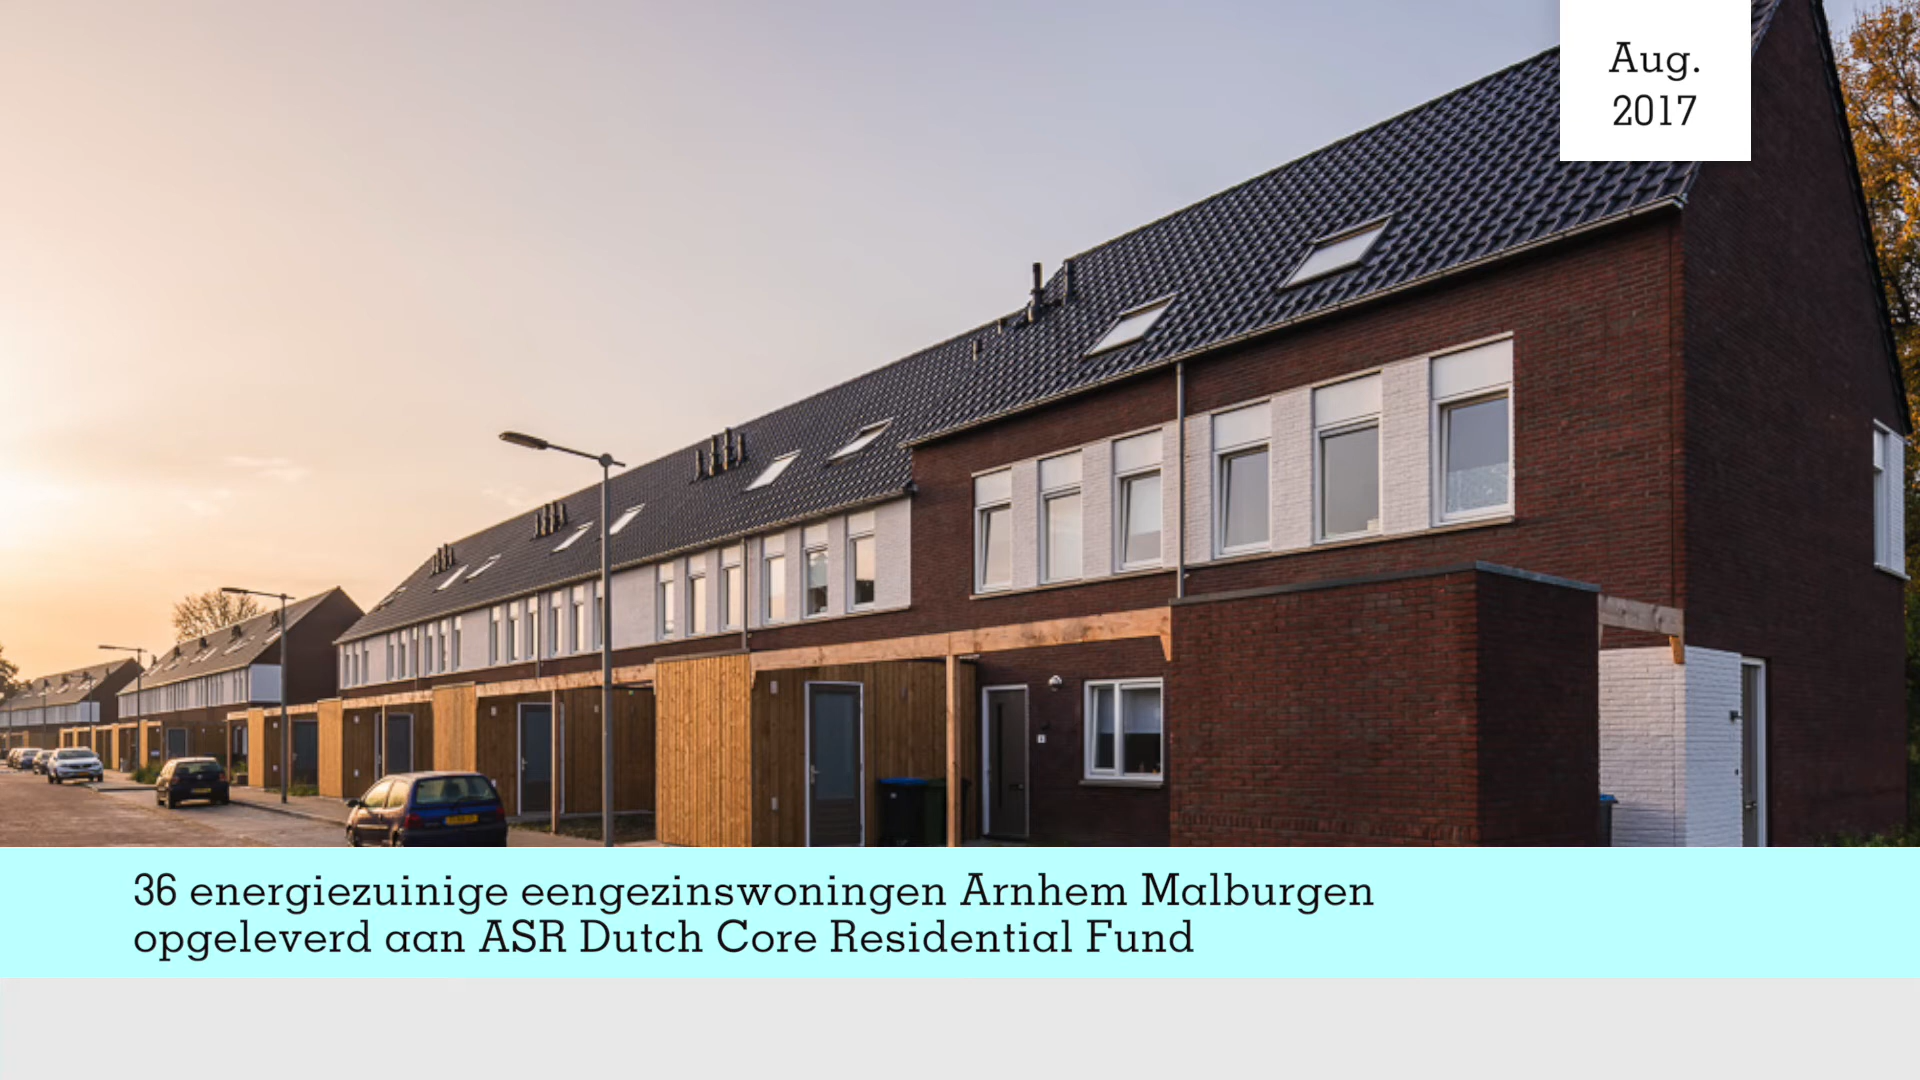 Aug.
2017
36 energiezuinige eengezinswoningen Arnhem Malburgen
opgeleverd aan ASR Dutch Core Residential Fund